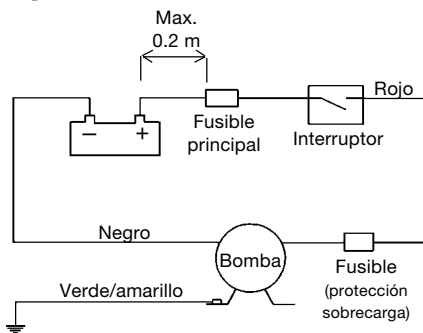 Max.
0.2 m
Rojo
− +
Fusible
principal
Interruptor
Negro
Bomba
Verde/amarillo
Fusible
(protección
sobrecarga)